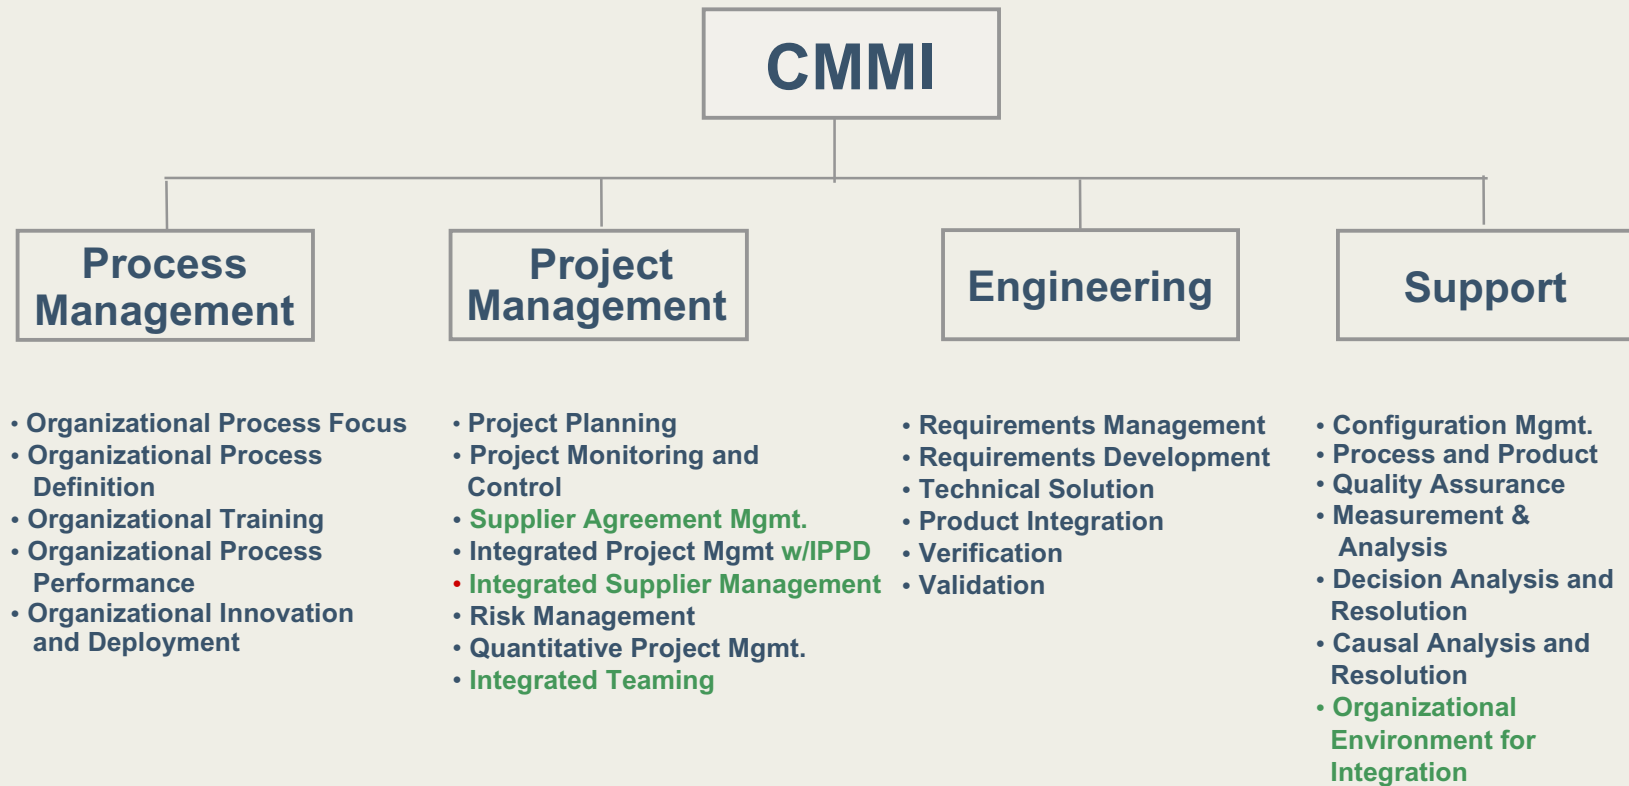 CMMI
Process
Management
Project
Management
Engineering
Support
• Organizational Process Focus
• Organizational Process
Definition
• Organizational Training
• Organizational Process
Performance
• Organizational Innovation
and Deployment
• Project Planning
• Project Monitoring and
Control
• Supplier Agreement Mgmt.
• Integrated Project Mgmt w/IPPD
• Integrated Supplier Management
• Risk Management
• Quantitative Project Mgmt.
• Integrated Teaming
• Requirements Management
• Requirements Development
• Technical Solution
• Product Integration
• Verification
• Validation
• Configuration Mgmt.
• Process and Product
• Quality Assurance
• Measurement &
Analysis
• Decision Analysis and
Resolution
• Causal Analysis and
Resolution
• Organizational
Environment for
Integration